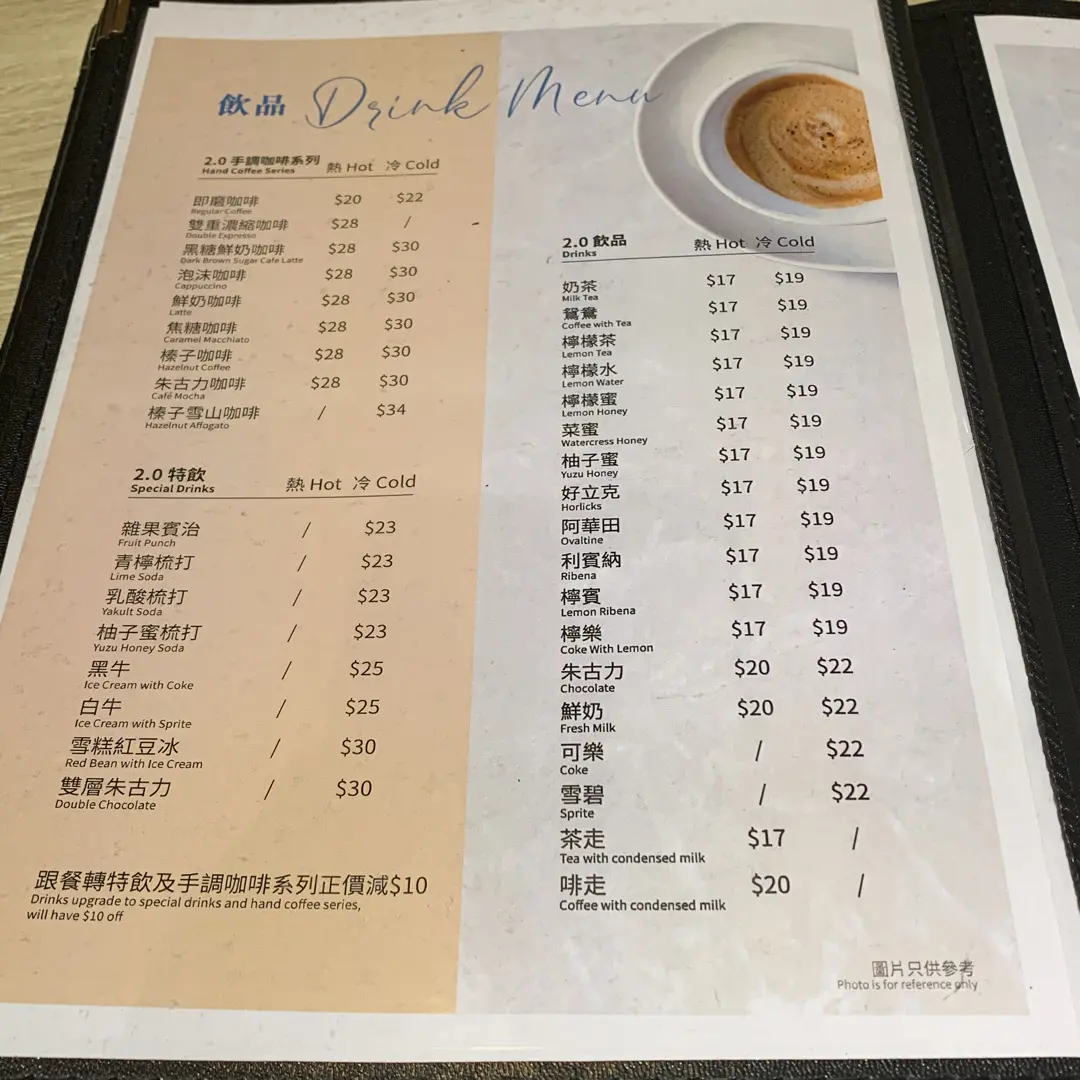 飲品 Drink Menu
2.0 手調咖啡系列 熱 Hot 冷 Cold
Hand Coffee Series
即磨咖啡 $20 $22
Regular Coffee
雙重濃縮咖啡 $28 /
Double Espresso
黑糖鮮奶咖啡 $28 $30
Dark Brown Sugar Cafe Latte
泡沫咖啡 $28 $30
Cappuccino
鮮奶咖啡 $28 $30
Latte
焦糖咖啡 $28 $30
Caramel Macchiato
榛子咖啡 $28 $30
Hazelnut Coffee
朱古力咖啡 $28 $30
Café Mocha
榛子雪山咖啡 / $34
Hazelnut Affogato
2.0 特飲 熱 Hot 冷 Cold
Special Drinks
雜果賓治 / $23
Fruit Punch
青檸梳打 / $23
Lime Soda
乳酸梳打 / $23
Yakult Soda
柚子蜜梳打 / $23
Yuzu Honey Soda
黑牛 / $25
Ice Cream with Coke
白牛 / $25
Ice Cream with Sprite
雪糕紅豆冰 / $30
Red Bean with Ice Cream
雙層朱古力 / $30
Double Chocolate
跟餐轉特飲及手調咖啡系列正價減$10
Drinks upgrade to special drinks and hand coffee series,
will have $10 off
2.0 飲品 熱 Hot 冷 Cold
Drinks
奶茶 $17 $19
Milk Tea
鴛鴦 $17 $19
Coffee with Tea
檸檬茶 $17 $19
Lemon Tea
檸檬水 $17 $19
Lemon Water
檸檬蜜 $17 $19
Lemon Honey
菜蜜 $17 $19
Watercress Honey
柚子蜜 $17 $19
Yuzu Honey
好立克 $17 $19
Horlicks
阿華田 $17 $19
Ovaltine
利賓納 $17 $19
Ribena
檸賓 $17 $19
Lemon Ribena
檸樂 $17 $19
Coke With Lemon
朱古力 $20 $22
Chocolate
鮮奶 $20 $22
Fresh Milk
可樂 / $22
Coke
雪碧 / $22
Sprite
茶走 $17 /
Tea with condensed milk
啡走 $20 /
Coffee with condensed milk
圖片只供參考
Photo is for reference only